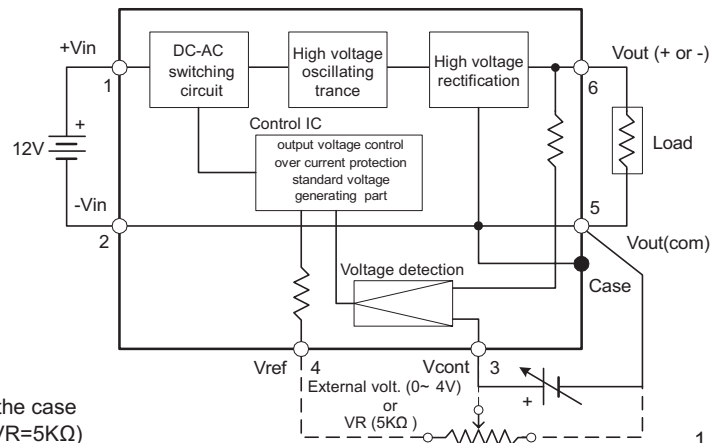 +Vin
1
DC-AC
switching
circuit
High voltage
oscillating
trance
High voltage
rectification
Vout (+ or -)
6
12V
+
Control IC
output voltage control
over current protection
standard voltage
generating part
Load
-Vin
2
5
Vout(com)
Voltage detection
Case
Vref
4
Vcont
3
External volt. (0~ 4V)
or
VR (5KΩ)
+
the case
VR=5KΩ)
1